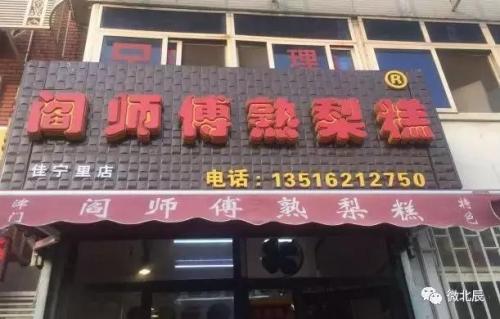 理
阎师傅熟梨糕®
佳宁里店
电话：13516212750
津门 阎师傅熟梨糕 特色
微北辰